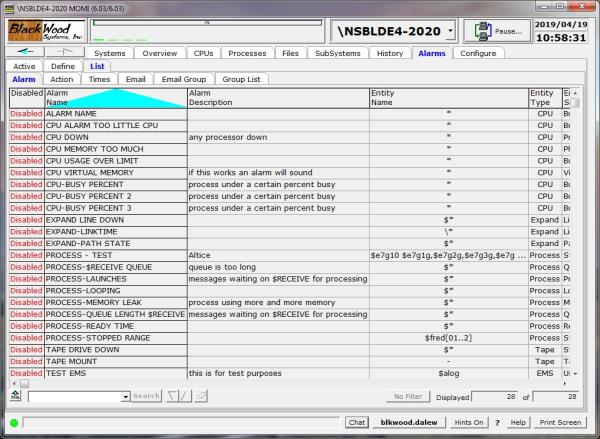 \NSBLDE4-2020 MOMI (6.03/6.03)
BlackWood Systems, Inc.
\NSBLDE4-2020
Pause...
2019/04/19
10:58:31
Systems Overview CPUs Processes Files SubSystems History Alarms Configure
Active Define List
Alarm Action Times Email Email Group Group List
Disabled Alarm Name Alarm Description Entity Name Entity Type
Disabled ALARM NAME * CPU
Disabled CPU ALARM TOO LITTLE CPU * CPU
Disabled CPU DOWN any processor down * CPU
Disabled CPU MEMORY TOO MUCH * CPU
Disabled CPU USAGE OVER LIMIT * CPU
Disabled CPU VIRTUAL MEMORY if this works an alarm will sound * CPU
Disabled CPU-BUSY PERCENT process under a certain percent busy * CPU
Disabled CPU-BUSY PERCENT 2 process under a certain percent busy * CPU
Disabled CPU-BUSY PERCENT 3 process under a certain percent busy * CPU
Disabled EXPAND LINE DOWN $* Expand
Disabled EXPAND-LINKTIME \* Expand
Disabled EXPAND-PATH STATE $* Expand
Disabled PROCESS - TEST Altice $e7g10 $e7g1g,$e7g2g,$e7g3g,$e7g ... Process
Disabled PROCESS-$RECEIVE QUEUE queue is too long $* Process
Disabled PROCESS-LAUNCHES messages waiting on $RECEIVE for processing $* Process
Disabled PROCESS-LOOPING $* Process
Disabled PROCESS-MEMORY LEAK process using more and more memory $* Process
Disabled PROCESS-QUEUE LENGTH $RECEIVE messages waiting on $RECEIVE for processing $* Process
Disabled PROCESS-READY TIME $* Process
Disabled PROCESS-STOPPED RANGE $fred[01..2] Process
Disabled TAPE DRIVE DOWN $* Tape
Disabled TAPE MOUNT - Tape
Disabled TEST EMS this is for test purposes $alog EMS
Search No Filter Displayed 28 of 28
Chat blkwood.dalew Hints On ? Help Print Screen